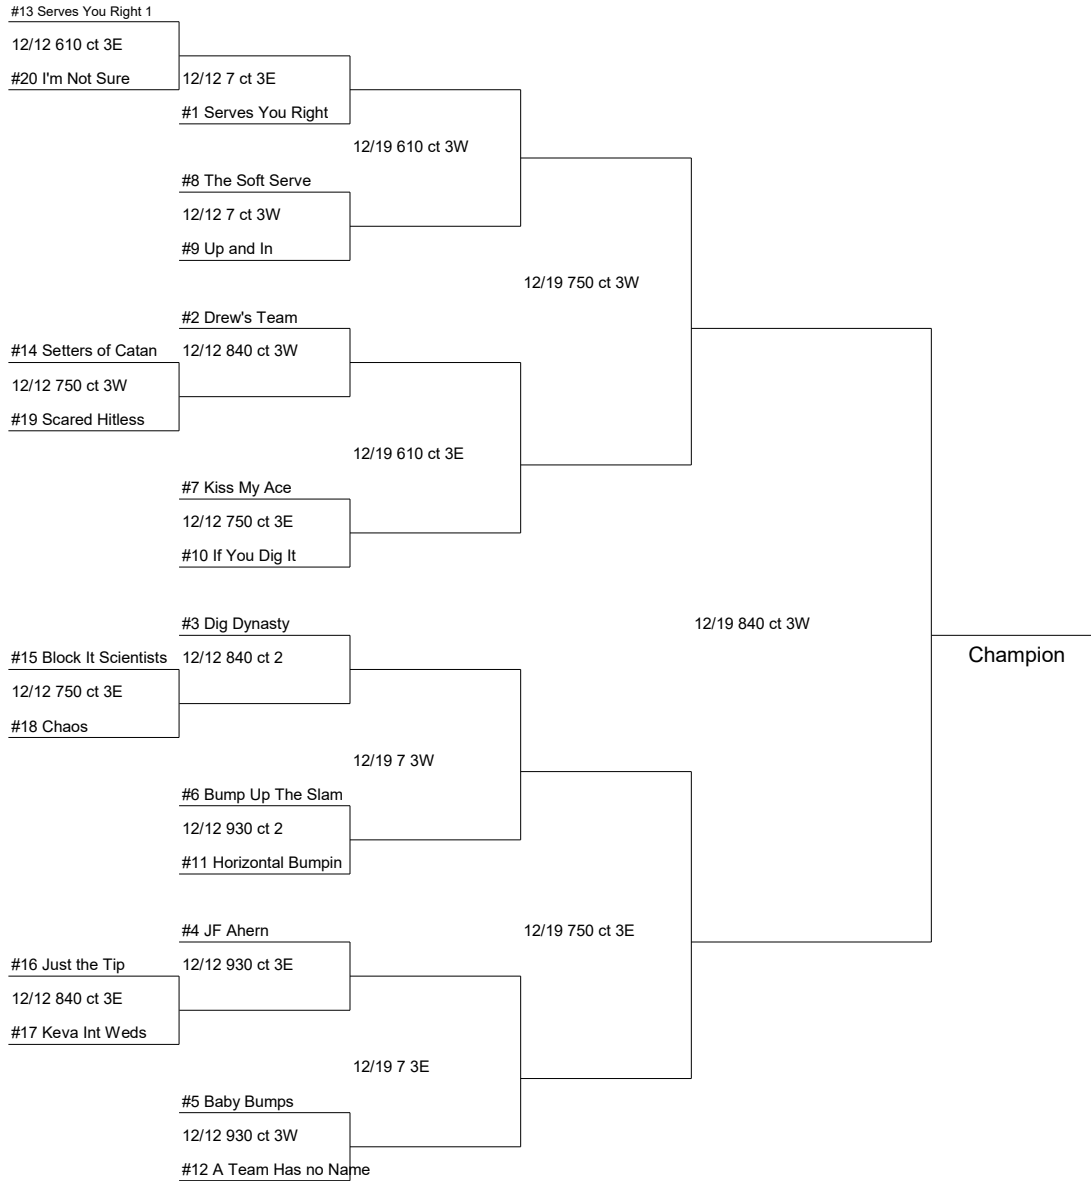 #13 Serves You Right 1
12/12 610 ct 3E
#20 I'm Not Sure
12/12 7 ct 3E
#1 Serves You Right
12/19 610 ct 3W
#8 The Soft Serve
12/12 7 ct 3W
#9 Up and In
12/19 750 ct 3W
#2 Drew's Team
#14 Setters of Catan
12/12 840 ct 3W
12/12 750 ct 3W
#19 Scared Hitless
12/19 610 ct 3E
#7 Kiss My Ace
12/12 750 ct 3E
#10 If You Dig It
#3 Dig Dynasty
12/19 840 ct 3W
Champion
#15 Block It Scientists
12/12 840 ct 2
12/12 750 ct 3E
#18 Chaos
12/19 7 3W
#6 Bump Up The Slam
12/12 930 ct 2
#11 Horizontal Bumpin
#4 JF Ahern
12/19 750 ct 3E
#16 Just the Tip
12/12 930 ct 3E
12/12 840 ct 3E
#17 Keva Int Weds
12/19 7 3E
#5 Baby Bumps
12/12 930 ct 3W
#12 A Team Has no Name